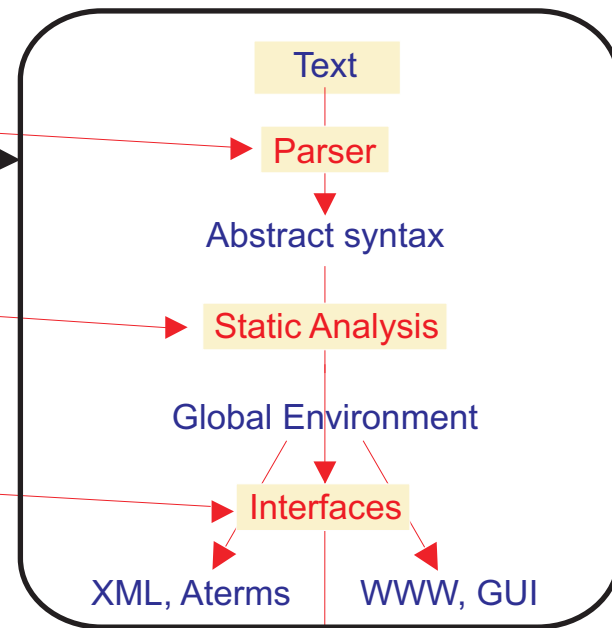 Text
Parser
Abstract syntax
Static Analysis
Global Environment
Interfaces
XML, Aterms
WWW, GUI